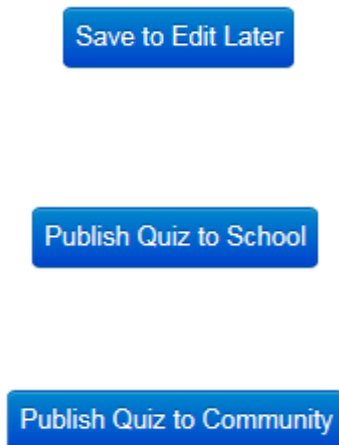 Save to Edit Later
Publish Quiz to School
Publish Quiz to Community